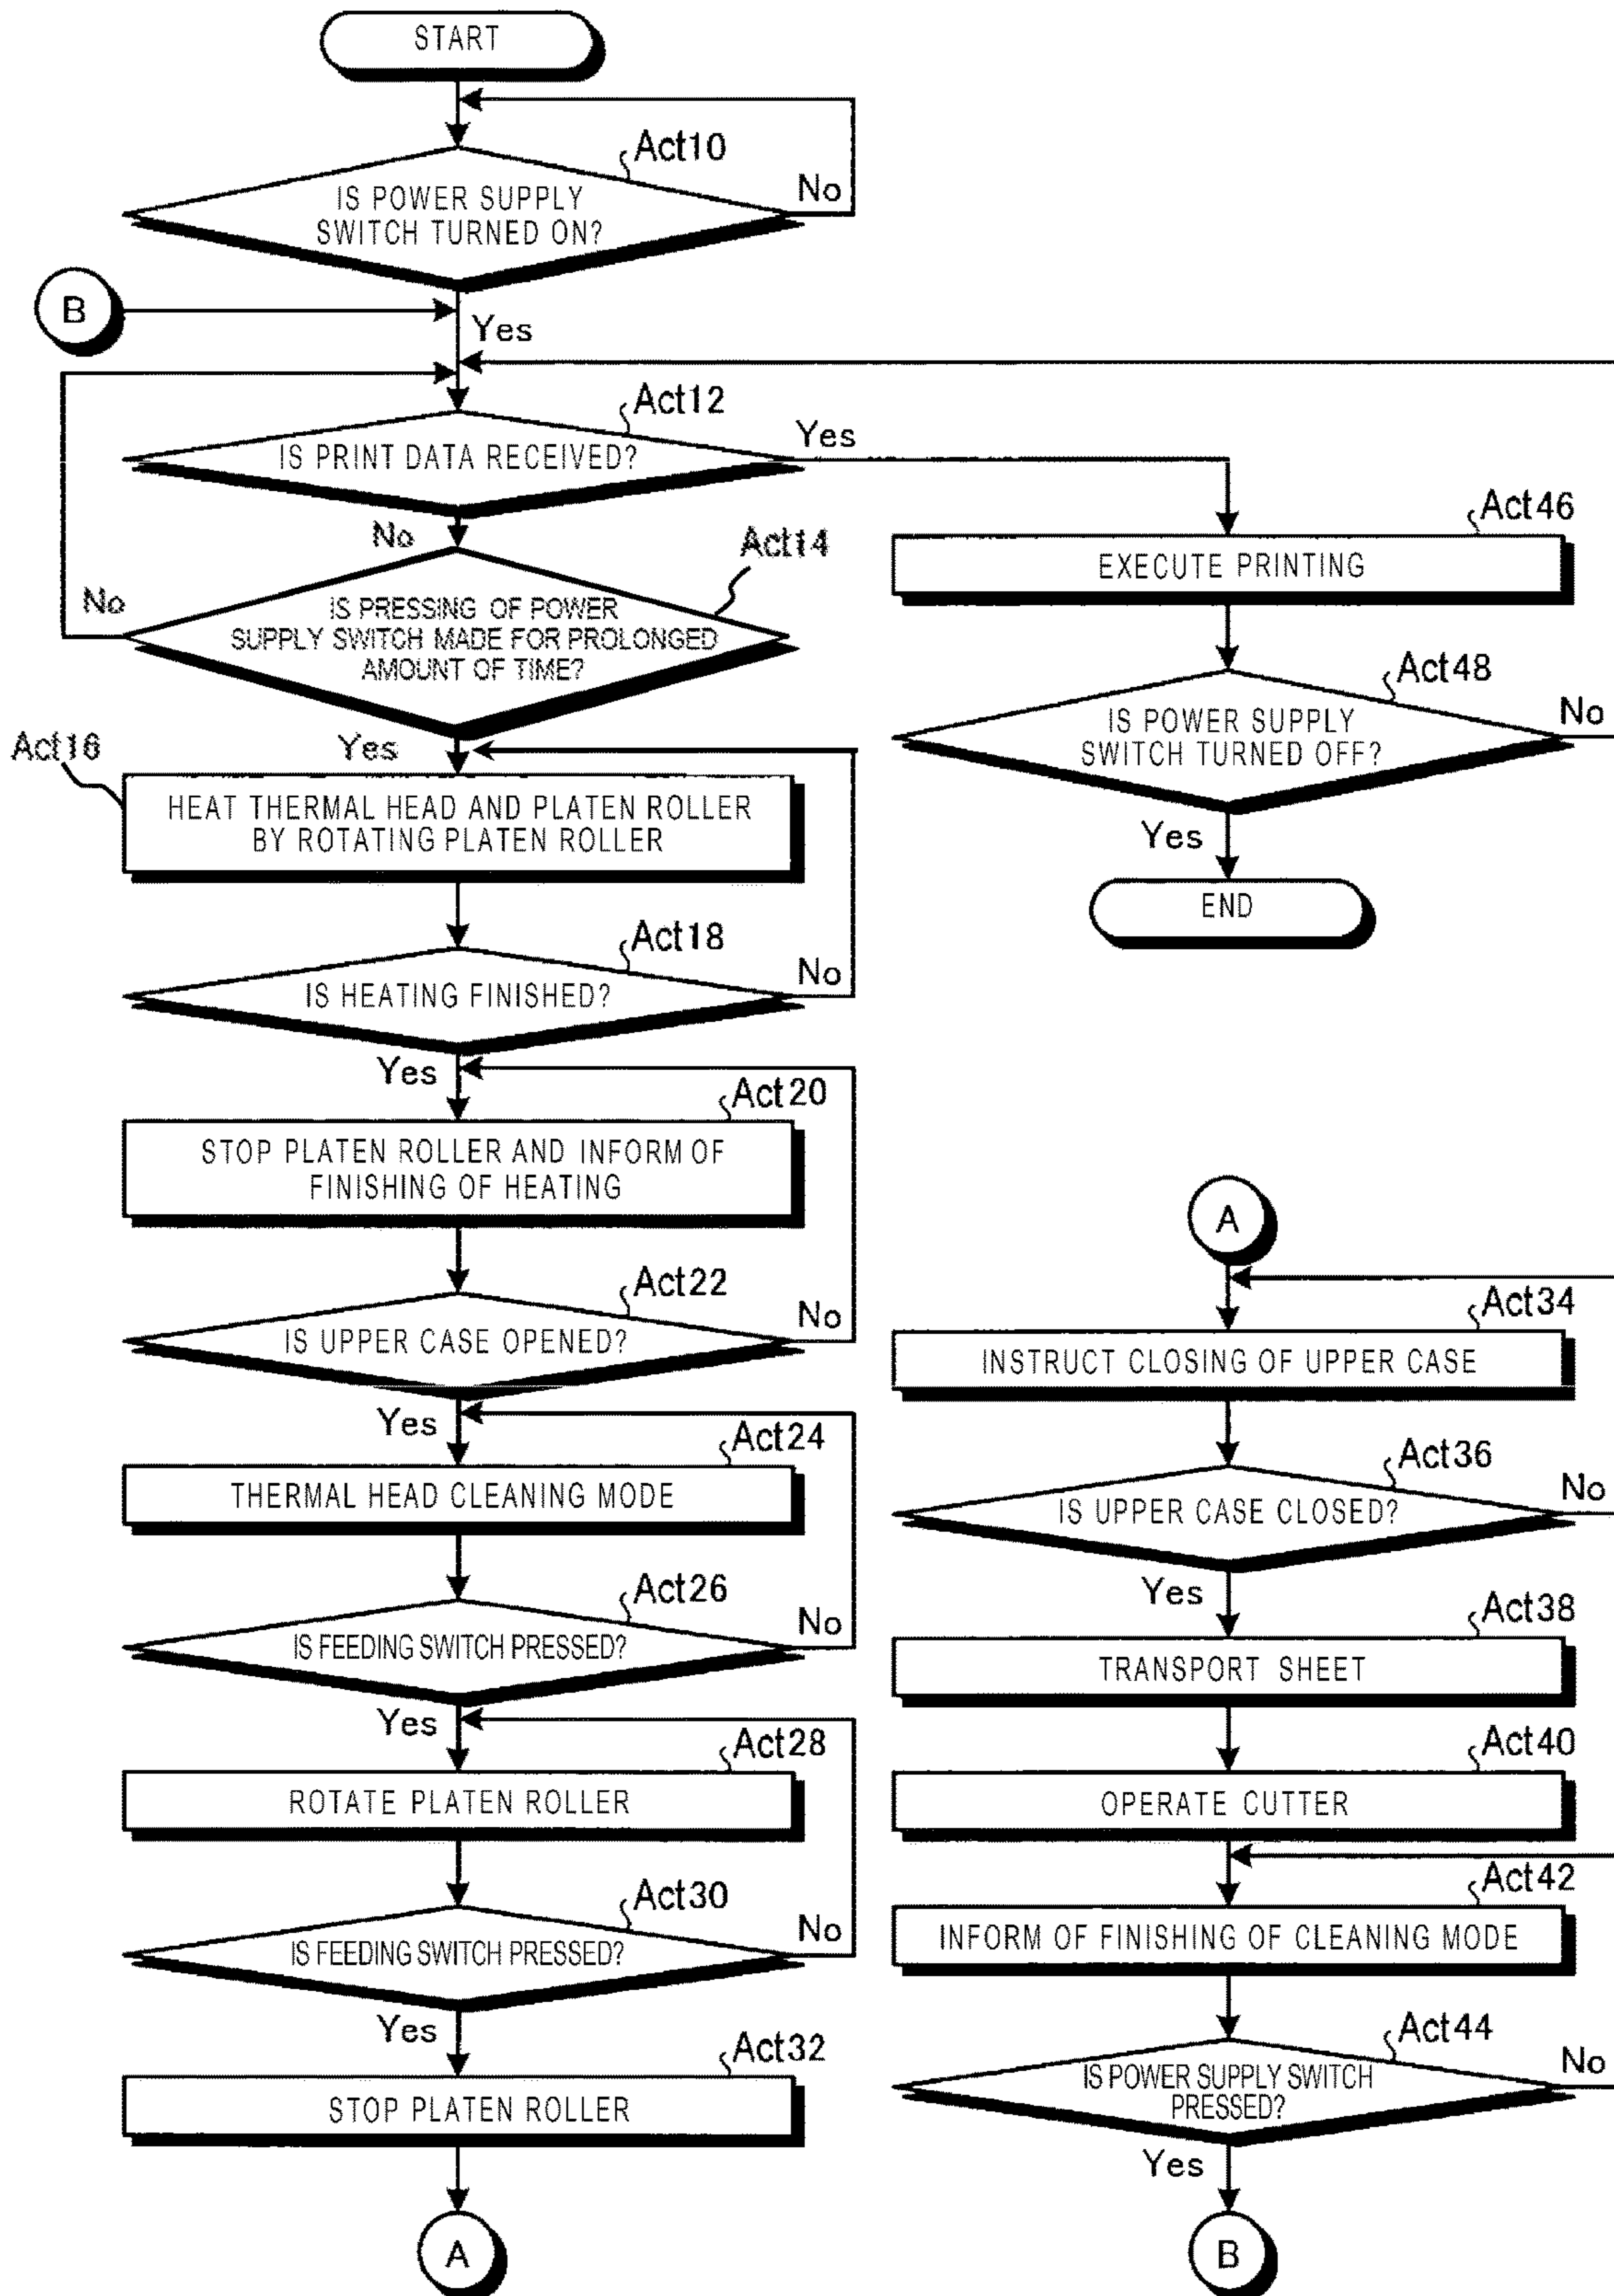 START
Act10
IS POWER SUPPLY
SWITCH TURNED ON?
No
B
Yes
Act12
IS PRINT DATA RECEIVED?
Yes
No
Act14
IS PRESSING OF POWER
SUPPLY SWITCH MADE FOR PROLONGED
AMOUNT OF TIME?
No
Yes
Act16
HEAT THERMAL HEAD AND PLATEN ROLLER
BY ROTATING PLATEN ROLLER
Act18
IS HEATING FINISHED?
No
Yes
Act20
STOP PLATEN ROLLER AND INFORM OF
FINISHING OF HEATING
Act22
IS UPPER CASE OPENED?
No
Yes
Act24
THERMAL HEAD CLEANING MODE
Act26
IS FEEDING SWITCH PRESSED?
No
Yes
Act28
ROTATE PLATEN ROLLER
Act30
IS FEEDING SWITCH PRESSED?
No
Yes
Act32
STOP PLATEN ROLLER
A
Act46
EXECUTE PRINTING
Act48
IS POWER SUPPLY
SWITCH TURNED OFF?
No
Yes
END
A
Act34
INSTRUCT CLOSING OF UPPER CASE
Act36
IS UPPER CASE CLOSED?
No
Yes
Act38
TRANSPORT SHEET
Act40
OPERATE CUTTER
Act42
INFORM OF FINISHING OF CLEANING MODE
Act44
IS POWER SUPPLY SWITCH
PRESSED?
No
Yes
B